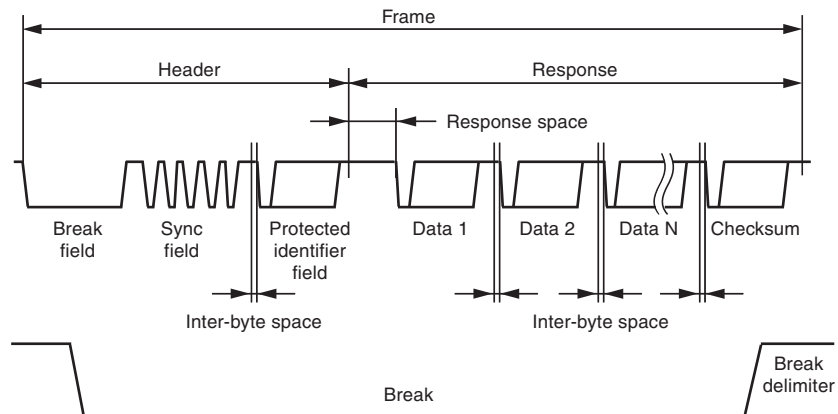 Frame
Header
Response
Response space
Break
field
Sync
field
Protected
identifier
field
Data 1
Data 2
Data N
Checksum
Inter-byte space
Inter-byte space
Break
Break
delimiter